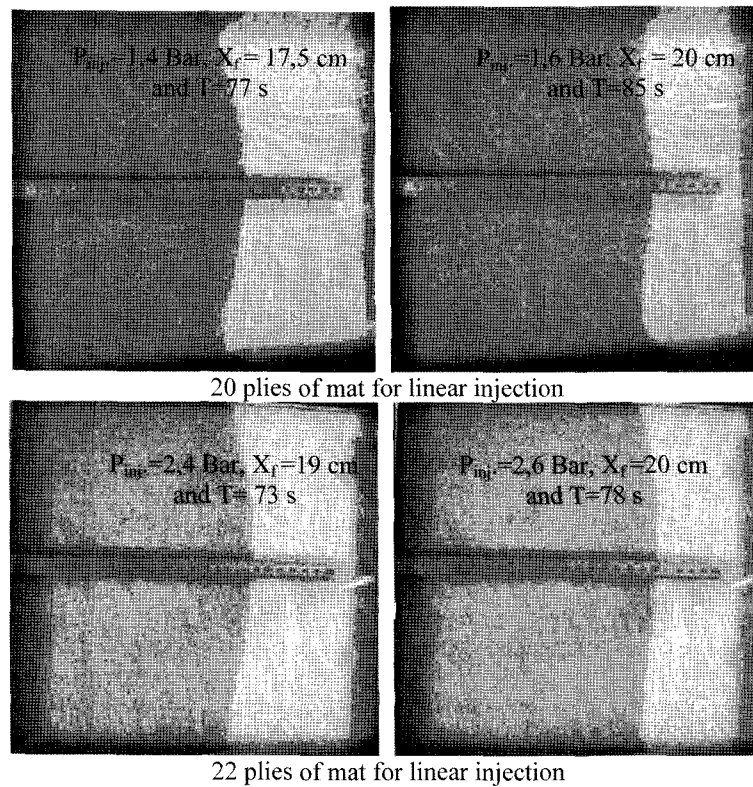 P_inj.=1,4 Bar, X_f = 17,5 cm
and T=77 s
P_inj.=1,6 Bar, X_f = 20 cm
and T=85 s
20 plies of mat for linear injection
P_inj.=2,4 Bar, X_f =19 cm
and T= 73 s
P_inj.=2,6 Bar, X_f=20 cm
and T=78 s
22 plies of mat for linear injection